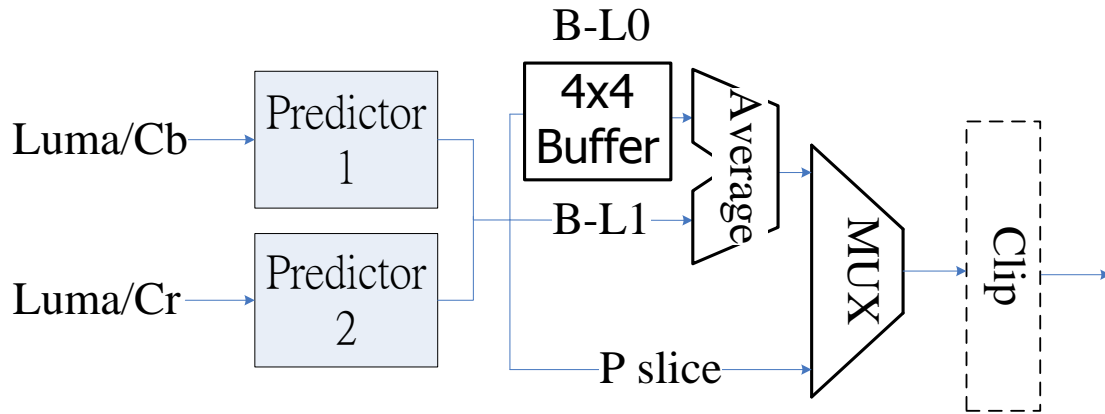 B-L0
Luma/Cb
Predictor
1
4x4
Buffer
Average
B-L1
MUX
Clip
Luma/Cr
Predictor
2
P slice